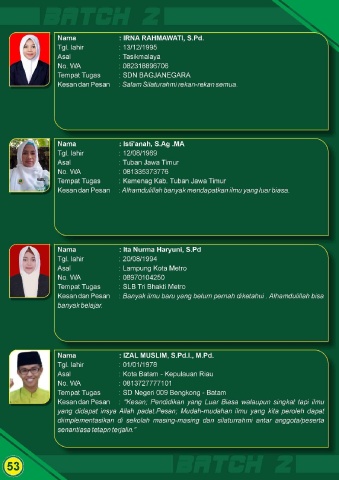 BATCH 2
Nama : IRNA RAHMAWATI, S.Pd.
Tgl. lahir : 13/12/1995
Asal : Tasikmalaya
No. WA : 082318896706
Tempat Tugas : SDN BAGJANEGARA
Kesan dan Pesan : Salam Silaturahmi rekan-rekan semua.
Nama : Isti'anah, S.Ag .MA
Tgl. lahir : 12/08/1969
Asal : Tuban Jawa Timur
No. WA : 081335373776
Tempat Tugas : Kemenag Kab. Tuban Jawa Timur
Kesan dan Pesan : Alhamdulillah banyak mendapatkan ilmu yang luar biasa.
Nama : Ita Nurma Haryuni, S.Pd
Tgl. lahir : 20/08/1994
Asal : Lampung Kota Metro
No. WA : 08970104250
Tempat Tugas : SLB Tri Bhakti Metro
Kesan dan Pesan : Banyak ilmu baru yang belum pernah diketahui . Alhamdulillah bisa
banyak belajar.
Nama : IZAL MUSLIM, S.Pd.I., M.Pd.
Tgl. lahir : 01/01/1978
Asal : Kota Batam - Kepulauan Riau
No. WA : 0813727777101
Tempat Tugas : SD Negeri 009 Bengkong - Batam
Kesan dan Pesan : "Kesan; Pendidikan yang Luar Biasa walaupun singkat tapi ilmu
yang didapat insya Allah padat.Pesan; Mudah-mudahan ilmu yang kita peroleh dapat
diimplementasikan di sekolah masing-masing dan silaturrahmi antar anggota/peserta
senantiasa tetapn terjalin."
53
BATCH 2